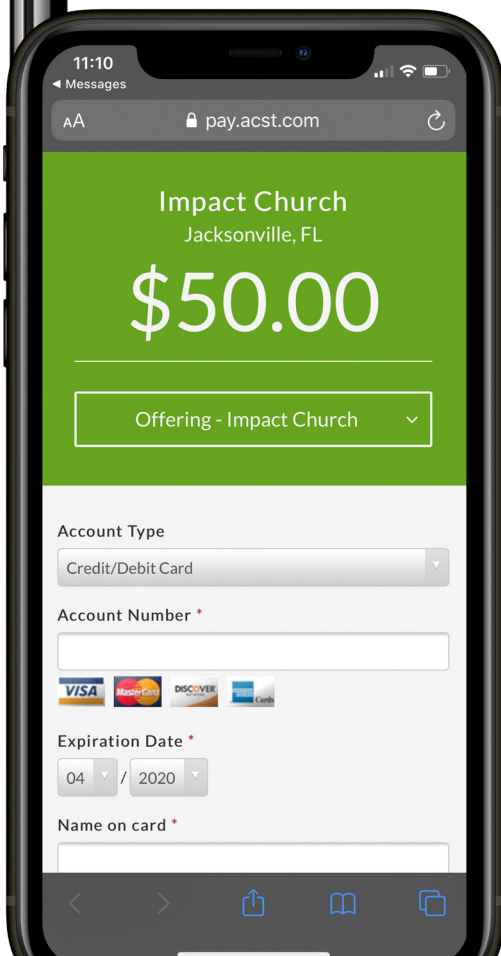 11:10
◀ Messages
AA pay.acst.com
Impact Church
Jacksonville, FL
$50.00
Offering - Impact Church
Account Type
Credit/Debit Card
Account Number *
VISA MasterCard DISCOVER Cards
Expiration Date *
04 / 2020
Name on card *